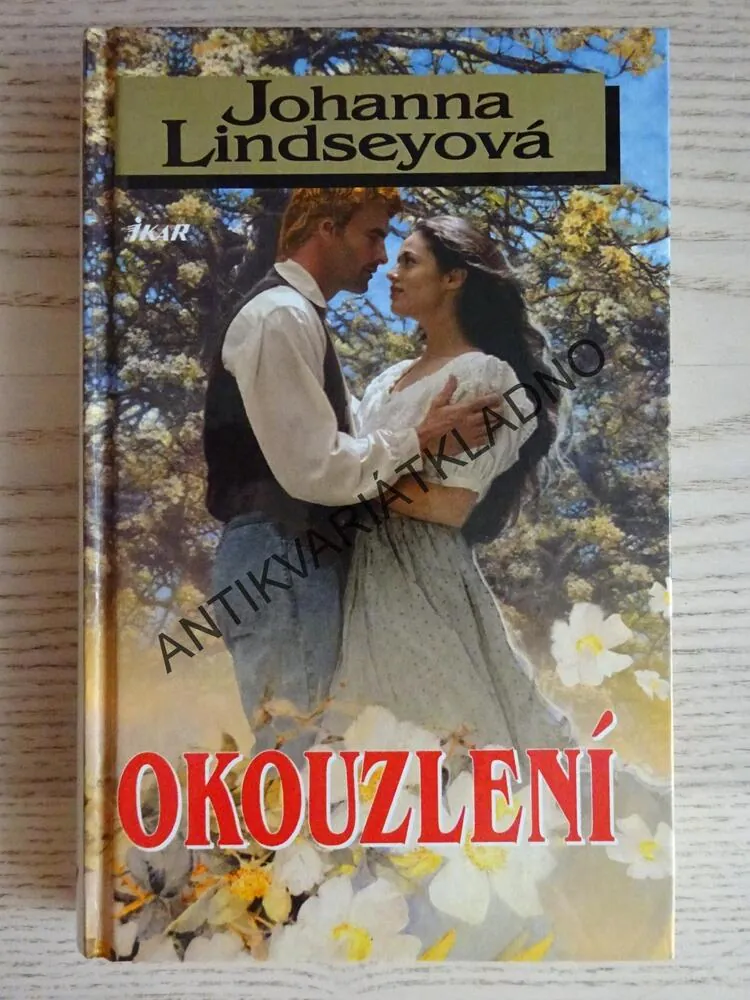 Johanna
Lindseyová
IKAR
ANTIKVARIÁTKLADNO
OKOUZLENÍ